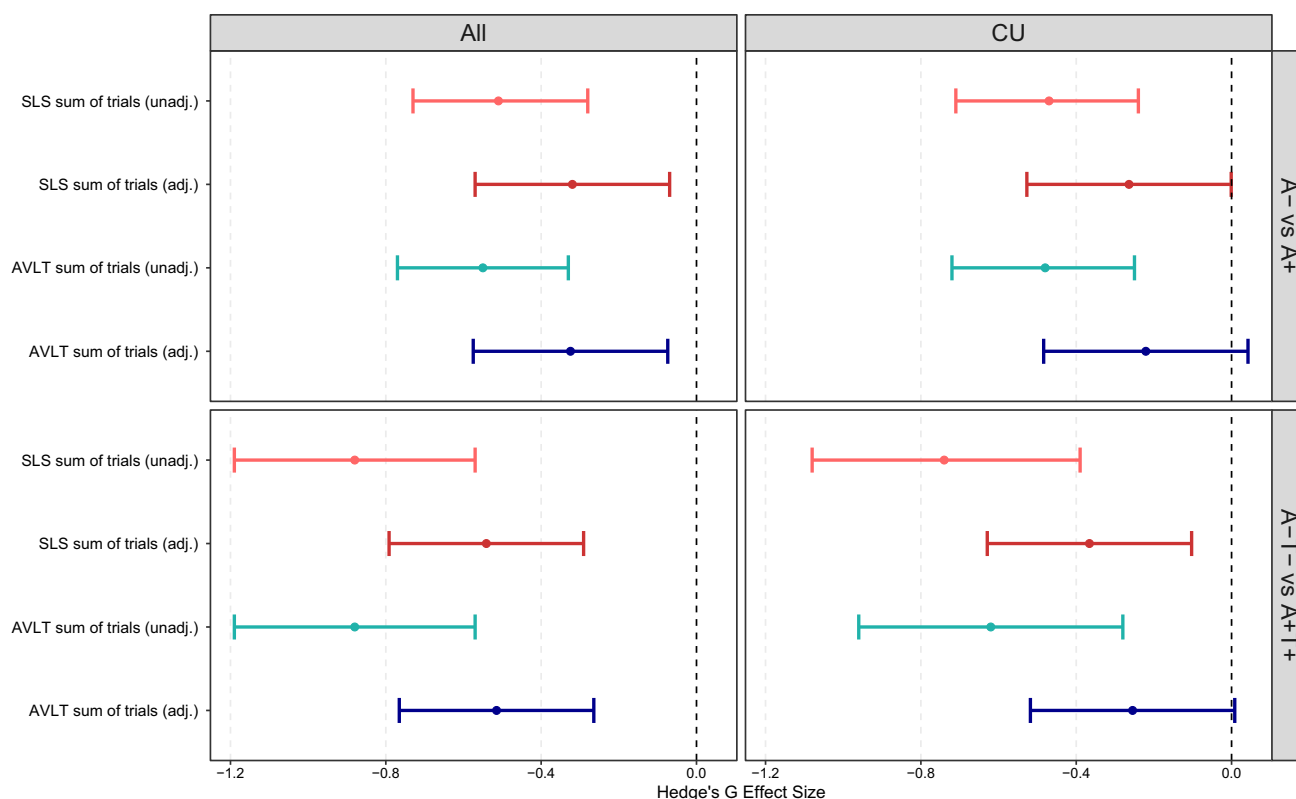 All
CU
SLS sum of trials (unadj.)
SLS sum of trials (adj.)
AVLT sum of trials (unadj.)
AVLT sum of trials (adj.)
A− vs A+
SLS sum of trials (unadj.)
SLS sum of trials (adj.)
AVLT sum of trials (unadj.)
AVLT sum of trials (adj.)
A−T− vs A+T+
−1.2 −0.8 −0.4 0.0
−1.2 −0.8 −0.4 0.0
Hedge's G Effect Size